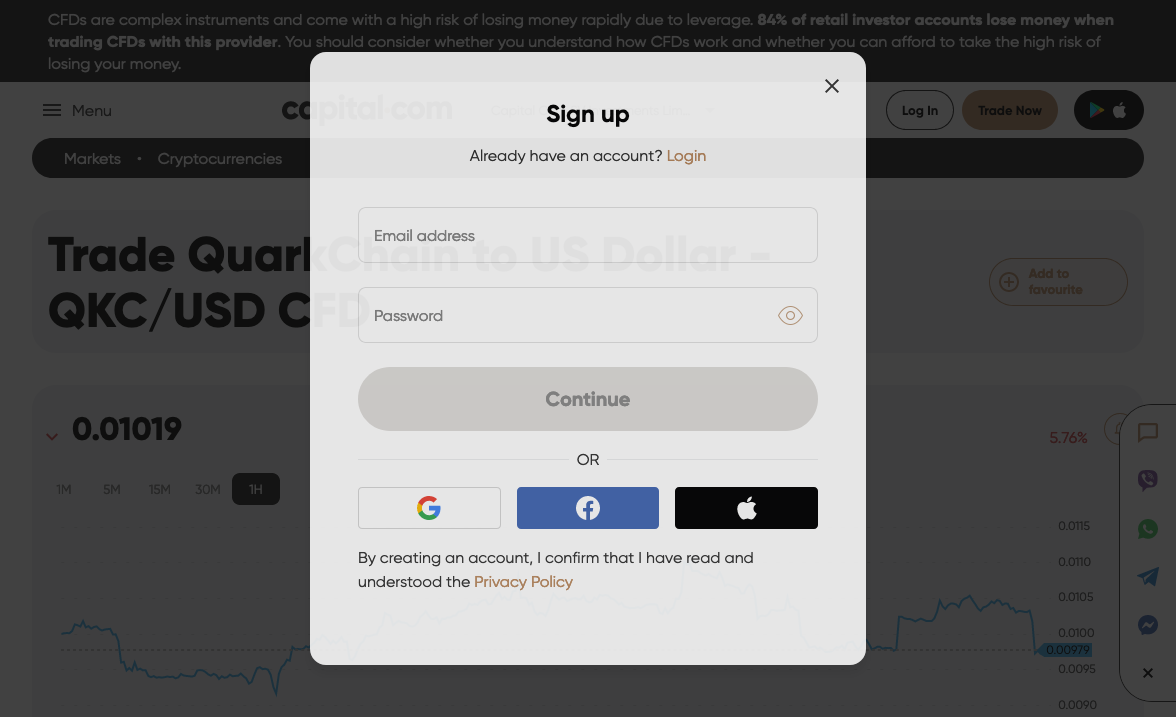 CFDs are complex instruments and come with a high risk of losing money rapidly due to leverage. 84% of retail investor accounts lose money when
trading CFDs with this provider. You should consider whether you understand how CFDs work and whether you can afford to take the high risk of
losing your money.
Menu
capital.com
Log In
Trade Now
Markets • Cryptocurrencies
Sign up
Already have an account? Login
Email address
Password
Continue
OR
By creating an account, I confirm that I have read and
understood the Privacy Policy
Trade QuarkChain to US Dollar -
QKC/USD CFD
Add to
favourite
0.01019
5.76%
1M 5M 15M 30M 1H
0.0115
0.0110
0.0105
0.0100
0.00979
0.0095
0.0090